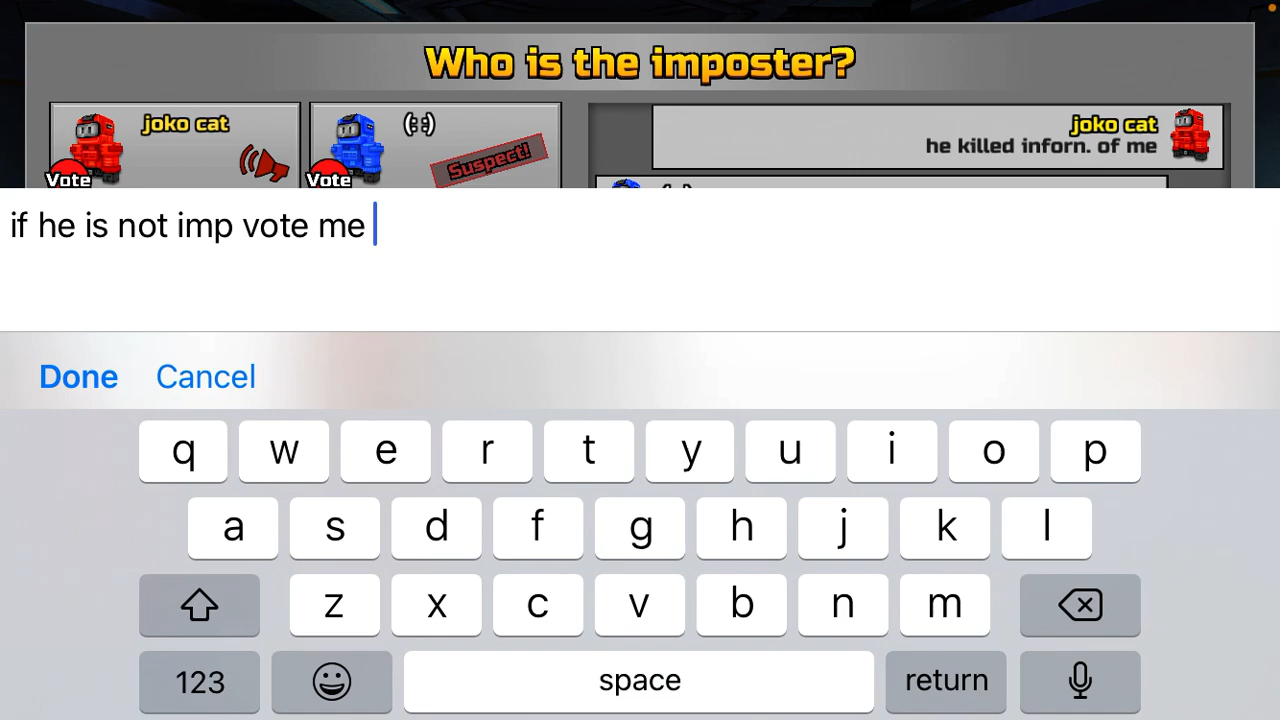 Who is the imposter?
joko cat
Vote
(: :)
Suspect!
Vote
joko cat
he killed inforn. of me
if he is not imp vote me
Done Cancel
q w e r t y u i o p
a s d f g h j k l
z x c v b n m
123 space return